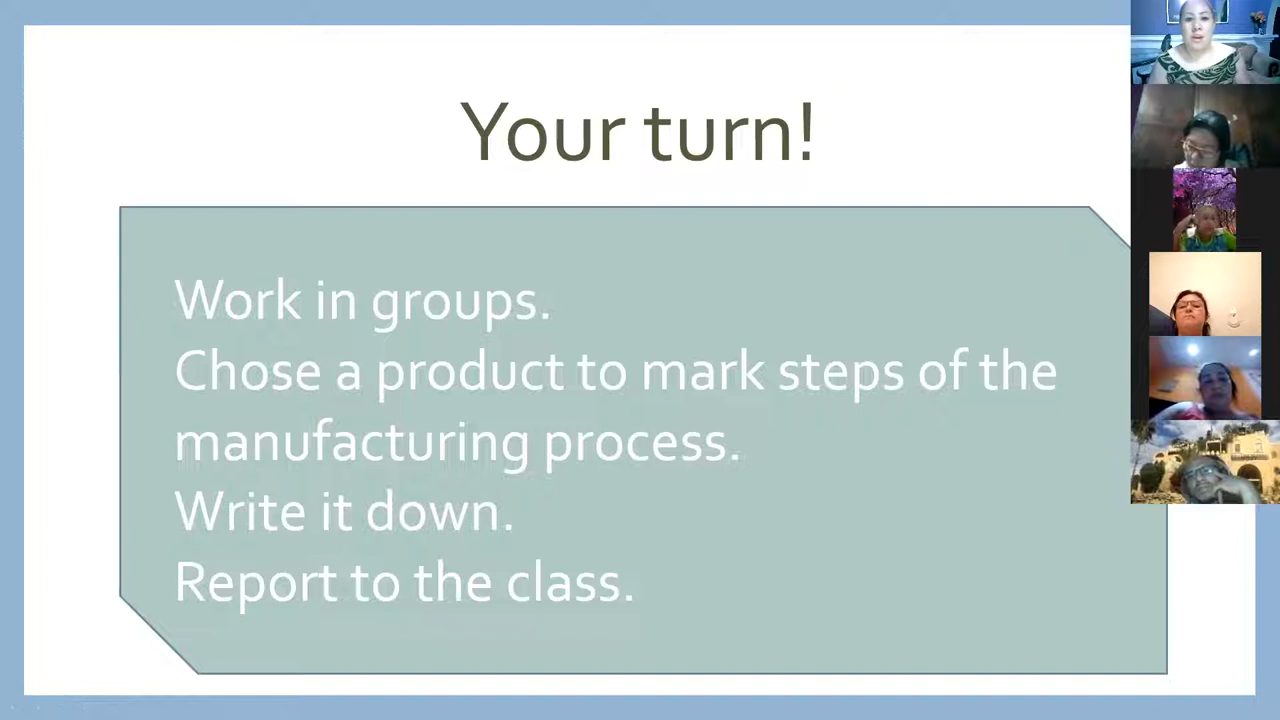 Your turn!
Work in groups.
Chose a product to mark steps of the
manufacturing process.
Write it down.
Report to the class.